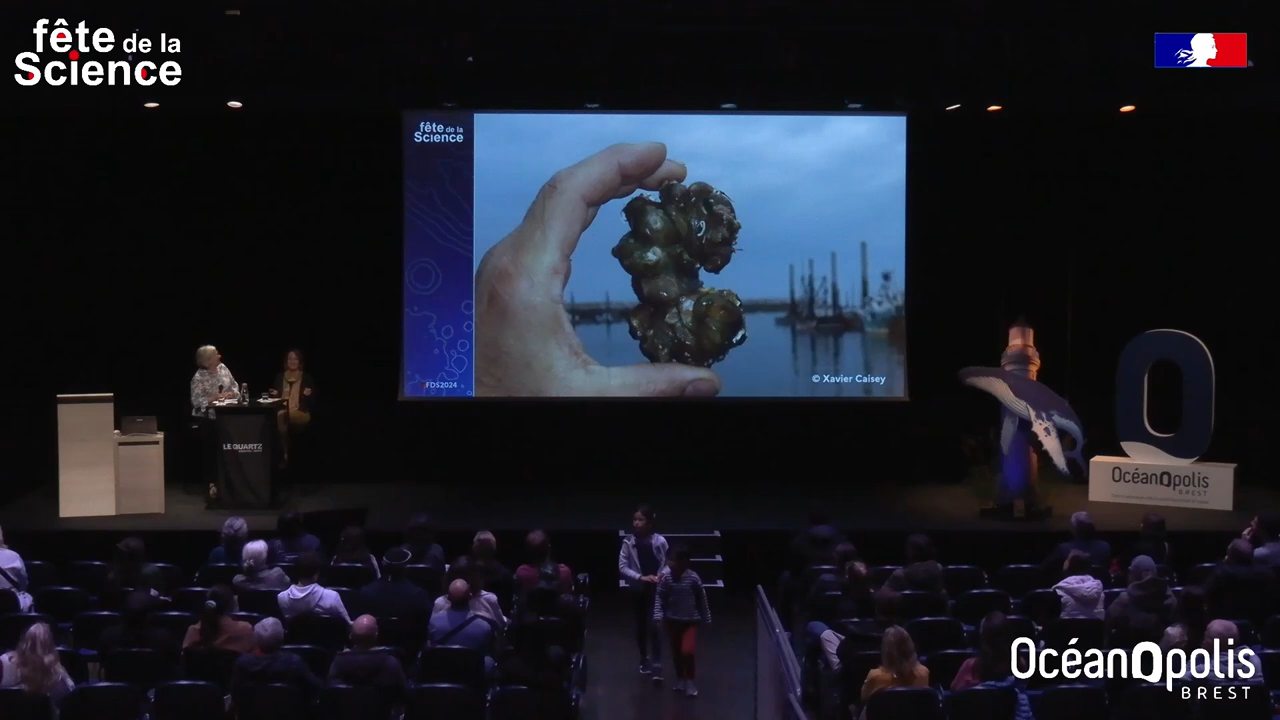 fête de la
Science
fête de la
Science
FDS2024
© Xavier Caisey
LE QUARTZ
OcéanOpolis
BREST
OcéanOpolis
BREST